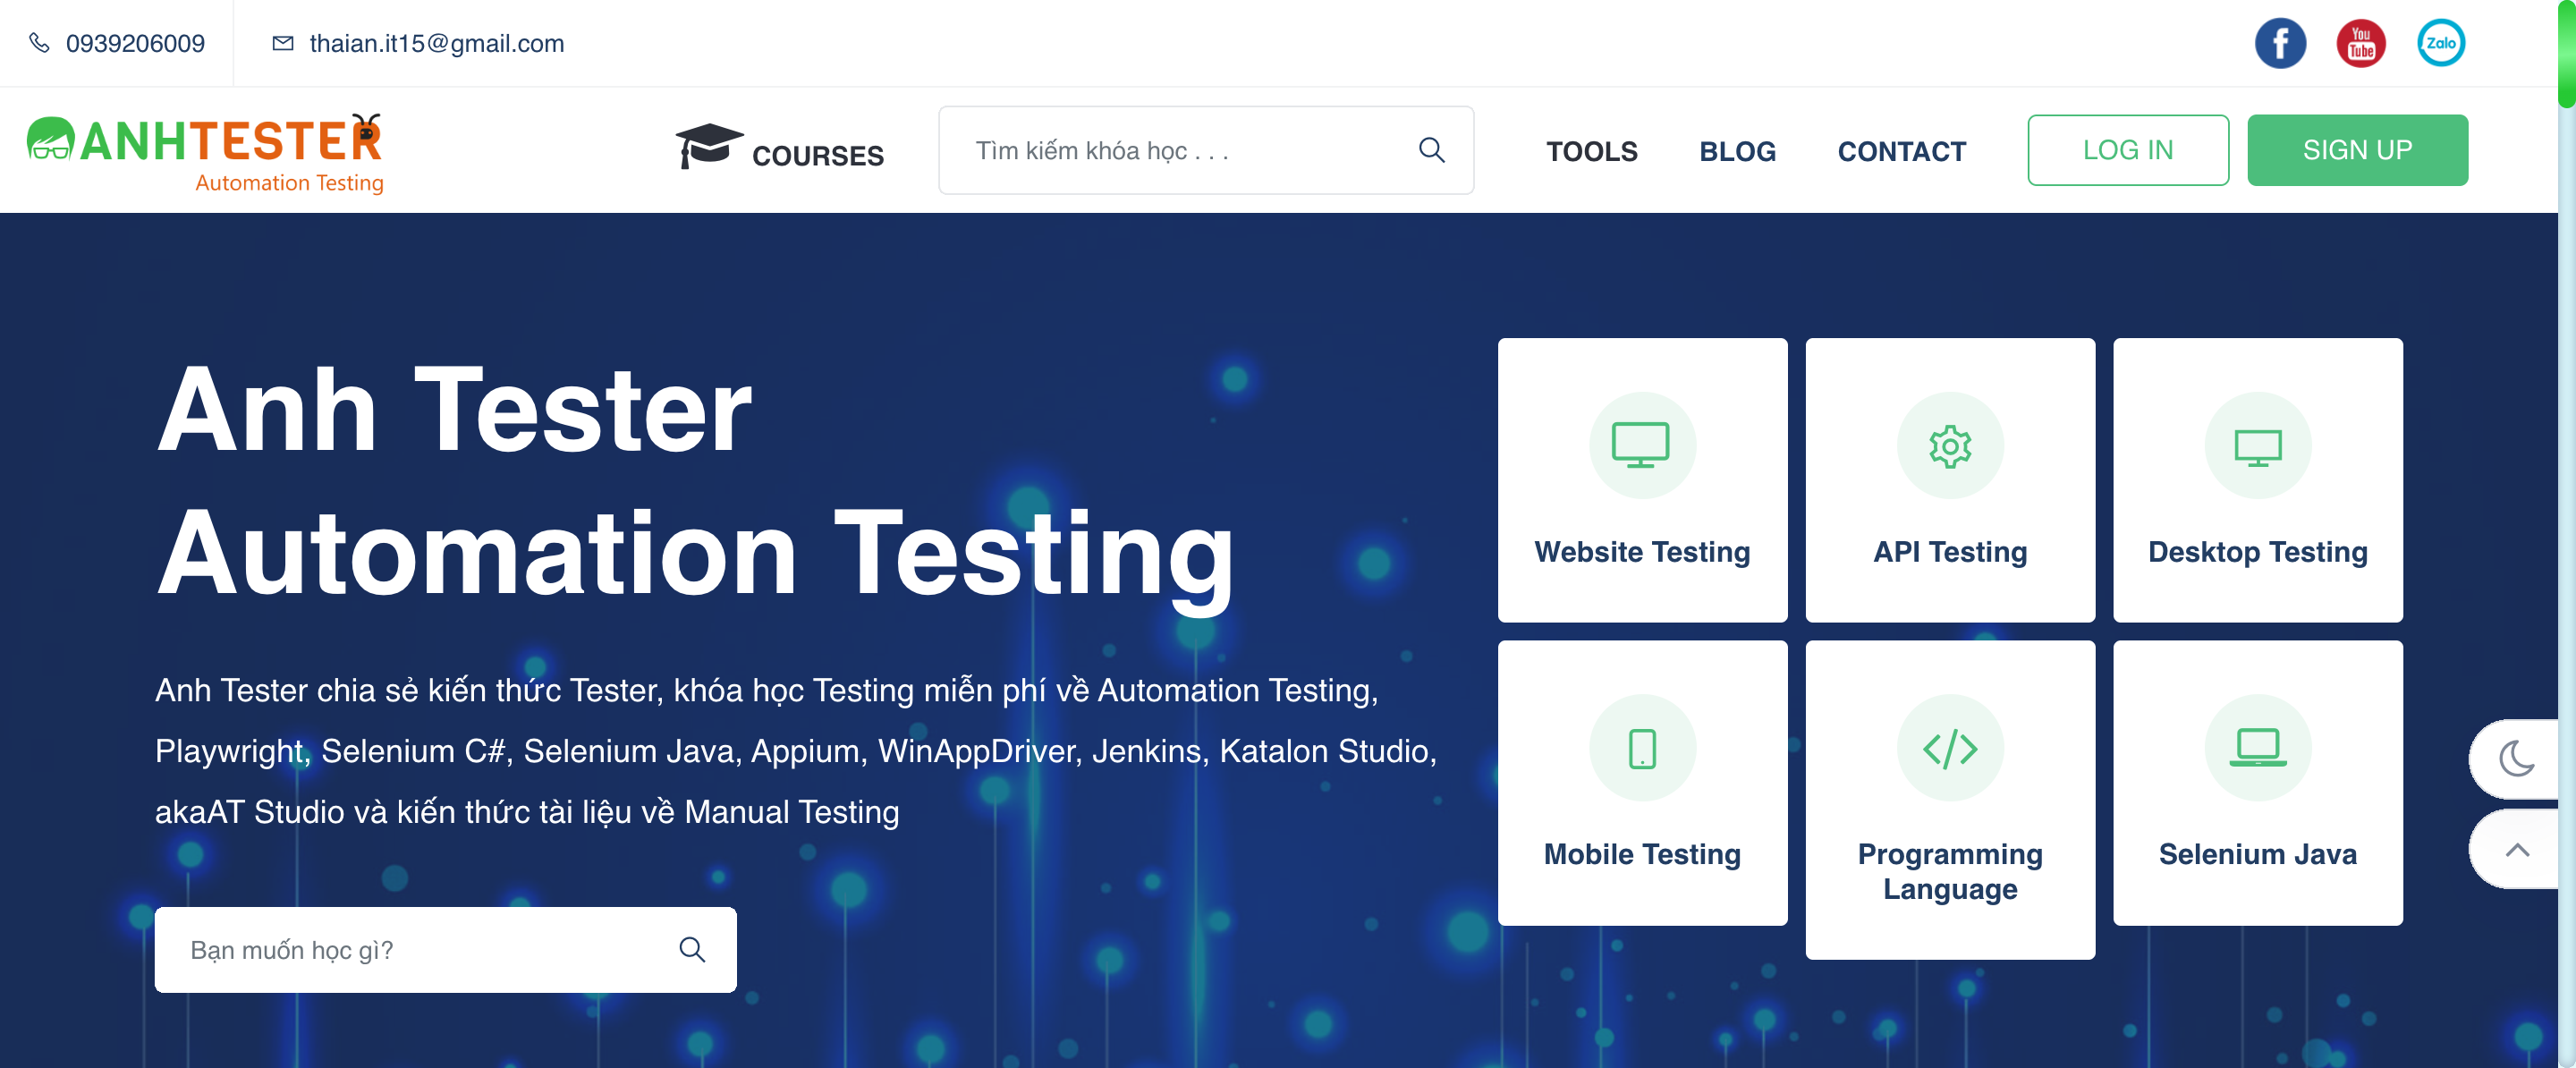 0939206009
thaian.it15@gmail.com
f
You
Tube
Zalo
ANHTESTER
Automation Testing
COURSES
Tìm kiếm khóa học . . .
TOOLS
BLOG
CONTACT
LOG IN
SIGN UP
Anh Tester
Automation Testing
Anh Tester chia sẻ kiến thức Tester, khóa học Testing miễn phí về Automation Testing,
Playwright, Selenium C#, Selenium Java, Appium, WinAppDriver, Jenkins, Katalon Studio,
akaAT Studio và kiến thức tài liệu về Manual Testing
Bạn muốn học gì?
Website Testing
API Testing
Desktop Testing
Mobile Testing
Programming
Language
Selenium Java